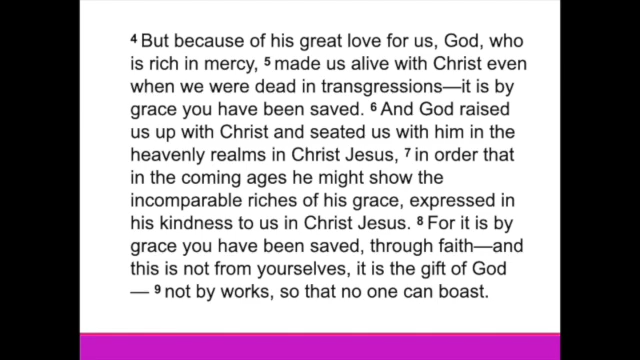 4 But because of his great love for us, God, who
is rich in mercy, 5 made us alive with Christ even
when we were dead in transgressions—it is by
grace you have been saved. 6 And God raised
us up with Christ and seated us with him in the
heavenly realms in Christ Jesus, 7 in order that
in the coming ages he might show the
incomparable riches of his grace, expressed in
his kindness to us in Christ Jesus. 8 For it is by
grace you have been saved, through faith—and
this is not from yourselves, it is the gift of God
— 9 not by works, so that no one can boast.